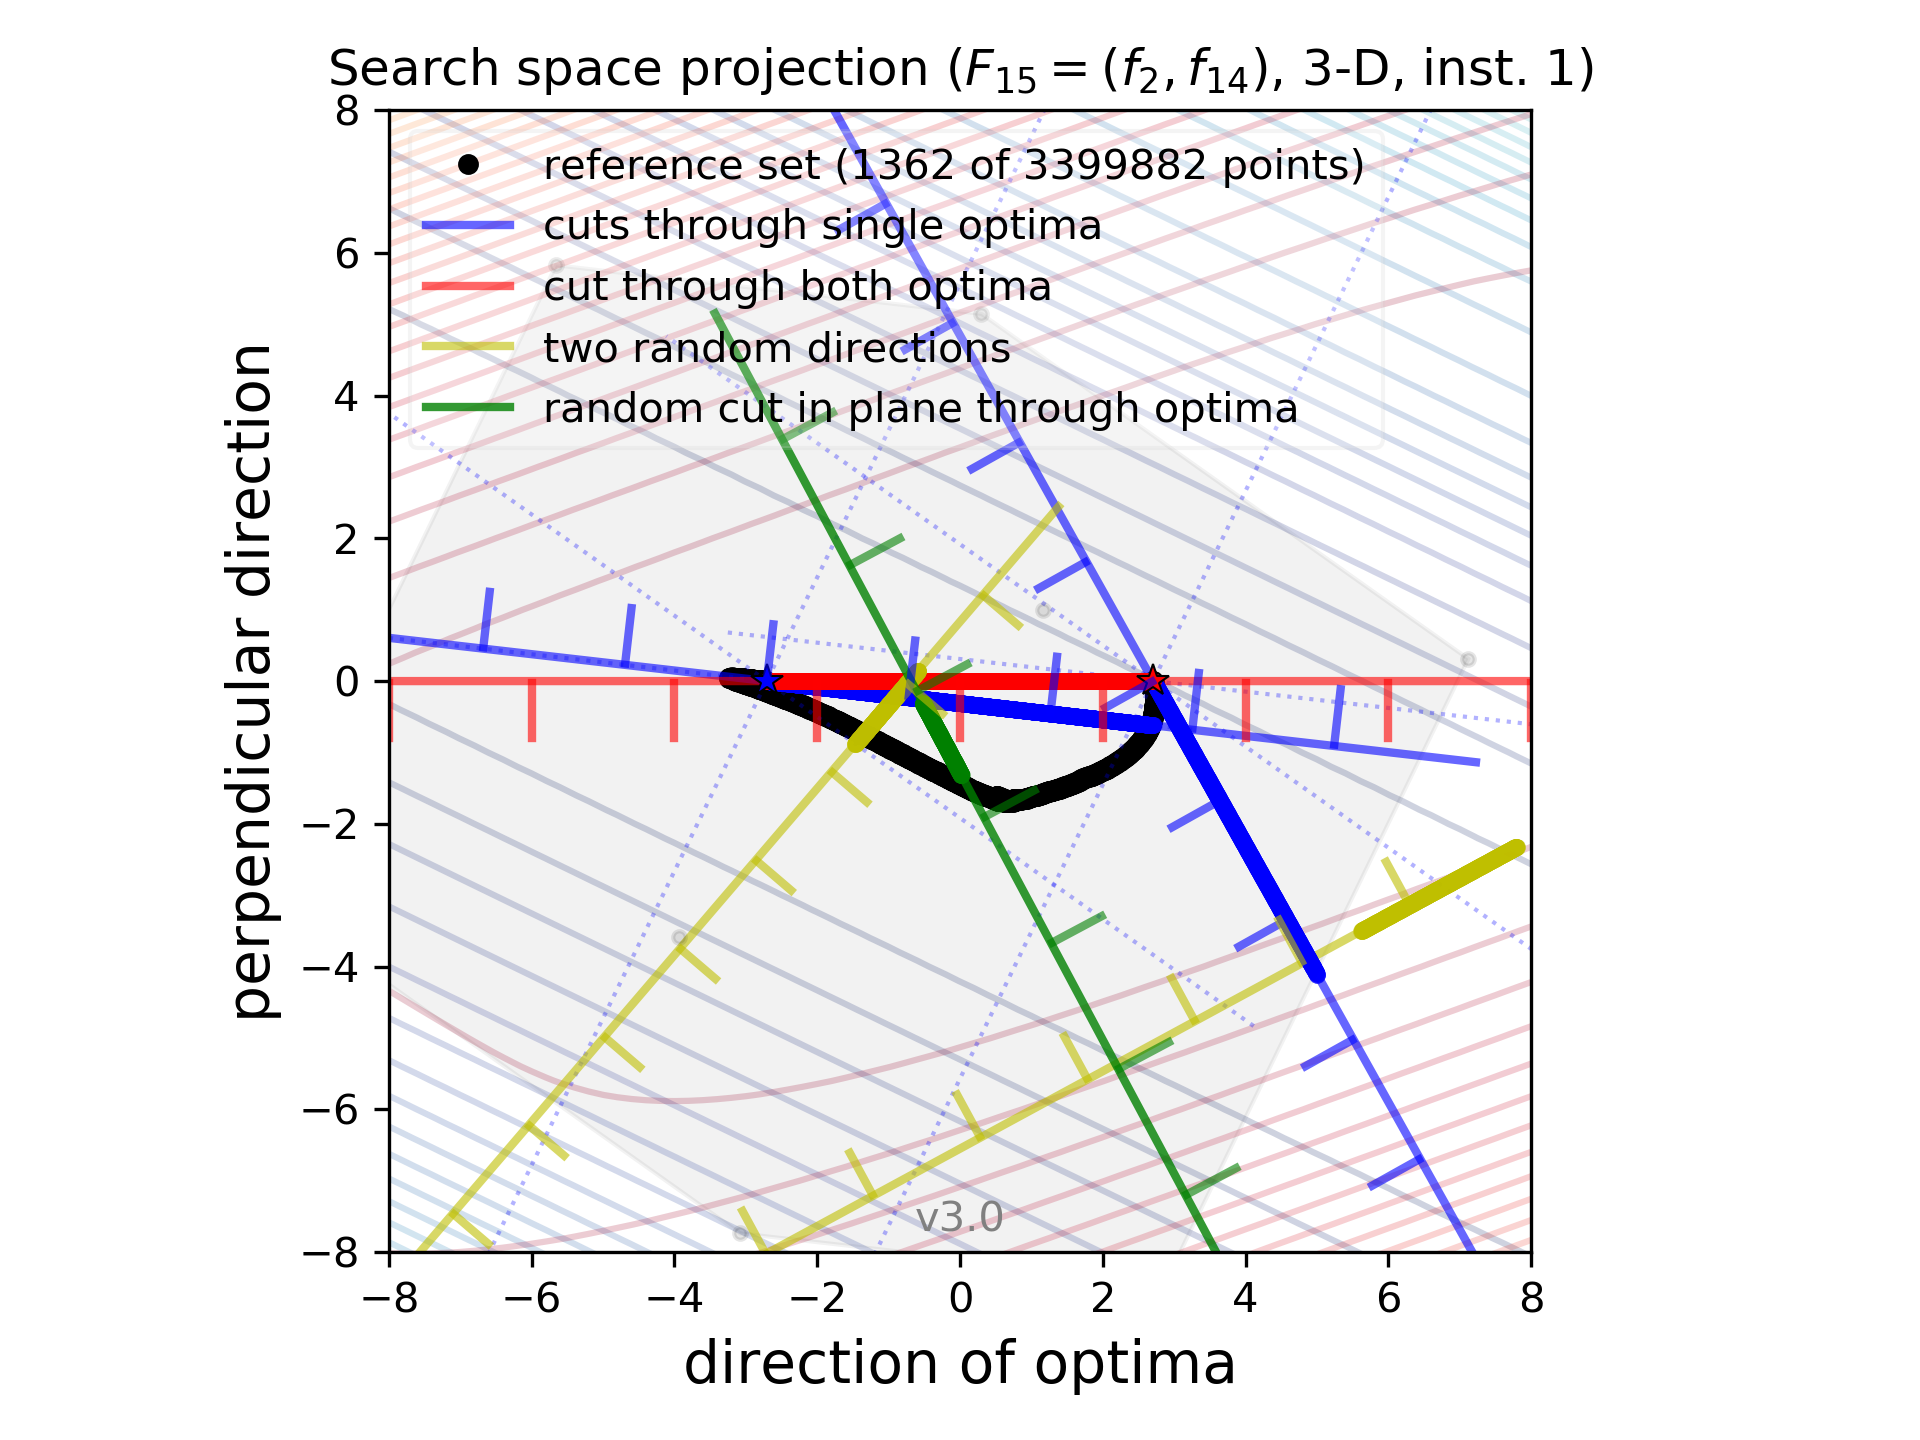 Search space projection (F₁₅ = (f₂, f₁₄), 3-D, inst. 1)
reference set (1362 of 3399882 points)
cuts through single optima
cut through both optima
two random directions
random cut in plane through optima
perpendicular direction
8
6
4
2
0
−2
−4
−6
−8
v3.0
−8 −6 −4 −2 0 2 4 6 8
direction of optima